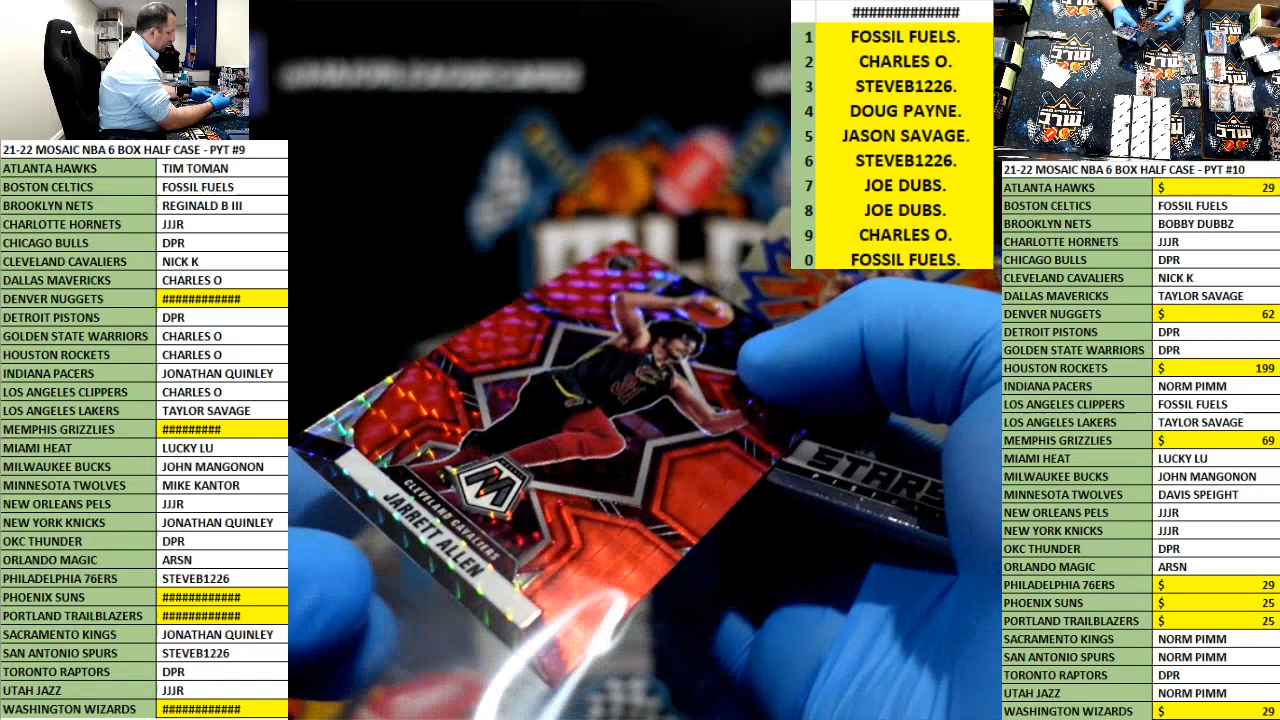 21-22 MOSAIC NBA 6 BOX HALF CASE - PYT #9
ATLANTA HAWKS TIM TOMAN
BOSTON CELTICS FOSSIL FUELS
BROOKLYN NETS REGINALD B III
CHARLOTTE HORNETS JJJR
CHICAGO BULLS DPR
CLEVELAND CAVALIERS NICK K
DALLAS MAVERICKS CHARLES O
DENVER NUGGETS ############
DETROIT PISTONS DPR
GOLDEN STATE WARRIORS CHARLES O
HOUSTON ROCKETS CHARLES O
INDIANA PACERS JONATHAN QUINLEY
LOS ANGELES CLIPPERS CHARLES O
LOS ANGELES LAKERS TAYLOR SAVAGE
MEMPHIS GRIZZLIES #########
MIAMI HEAT LUCKY LU
MILWAUKEE BUCKS JOHN MANGONON
MINNESOTA TWOLVES MIKE KANTOR
NEW ORLEANS PELS JJJR
NEW YORK KNICKS JONATHAN QUINLEY
OKC THUNDER DPR
ORLANDO MAGIC ARSN
PHILADELPHIA 76ERS STEVEB1226
PHOENIX SUNS ############
PORTLAND TRAILBLAZERS ############
SACRAMENTO KINGS JONATHAN QUINLEY
SAN ANTONIO SPURS STEVEB1226
TORONTO RAPTORS DPR
UTAH JAZZ JJJR
WASHINGTON WIZARDS ############
#############
1 FOSSIL FUELS.
2 CHARLES O.
3 STEVEB1226.
4 DOUG PAYNE.
5 JASON SAVAGE.
6 STEVEB1226.
7 JOE DUBS.
8 JOE DUBS.
9 CHARLES O.
0 FOSSIL FUELS.
M
CLEVELAND CAVALIERS
JARRETT ALLEN
STARS
MLC
21-22 MOSAIC NBA 6 BOX HALF CASE - PYT #10
ATLANTA HAWKS $ 29
BOSTON CELTICS FOSSIL FUELS
BROOKLYN NETS BOBBY DUBBZ
CHARLOTTE HORNETS JJJR
CHICAGO BULLS DPR
CLEVELAND CAVALIERS NICK K
DALLAS MAVERICKS TAYLOR SAVAGE
DENVER NUGGETS $ 62
DETROIT PISTONS DPR
GOLDEN STATE WARRIORS DPR
HOUSTON ROCKETS $ 199
INDIANA PACERS NORM PIMM
LOS ANGELES CLIPPERS FOSSIL FUELS
LOS ANGELES LAKERS TAYLOR SAVAGE
MEMPHIS GRIZZLIES $ 69
MIAMI HEAT LUCKY LU
MILWAUKEE BUCKS JOHN MANGONON
MINNESOTA TWOLVES DAVIS SPEIGHT
NEW ORLEANS PELS JJJR
NEW YORK KNICKS JJJR
OKC THUNDER DPR
ORLANDO MAGIC ARSN
PHILADELPHIA 76ERS $ 29
PHOENIX SUNS $ 25
PORTLAND TRAILBLAZERS $ 25
SACRAMENTO KINGS NORM PIMM
SAN ANTONIO SPURS NORM PIMM
TORONTO RAPTORS DPR
UTAH JAZZ NORM PIMM
WASHINGTON WIZARDS $ 29